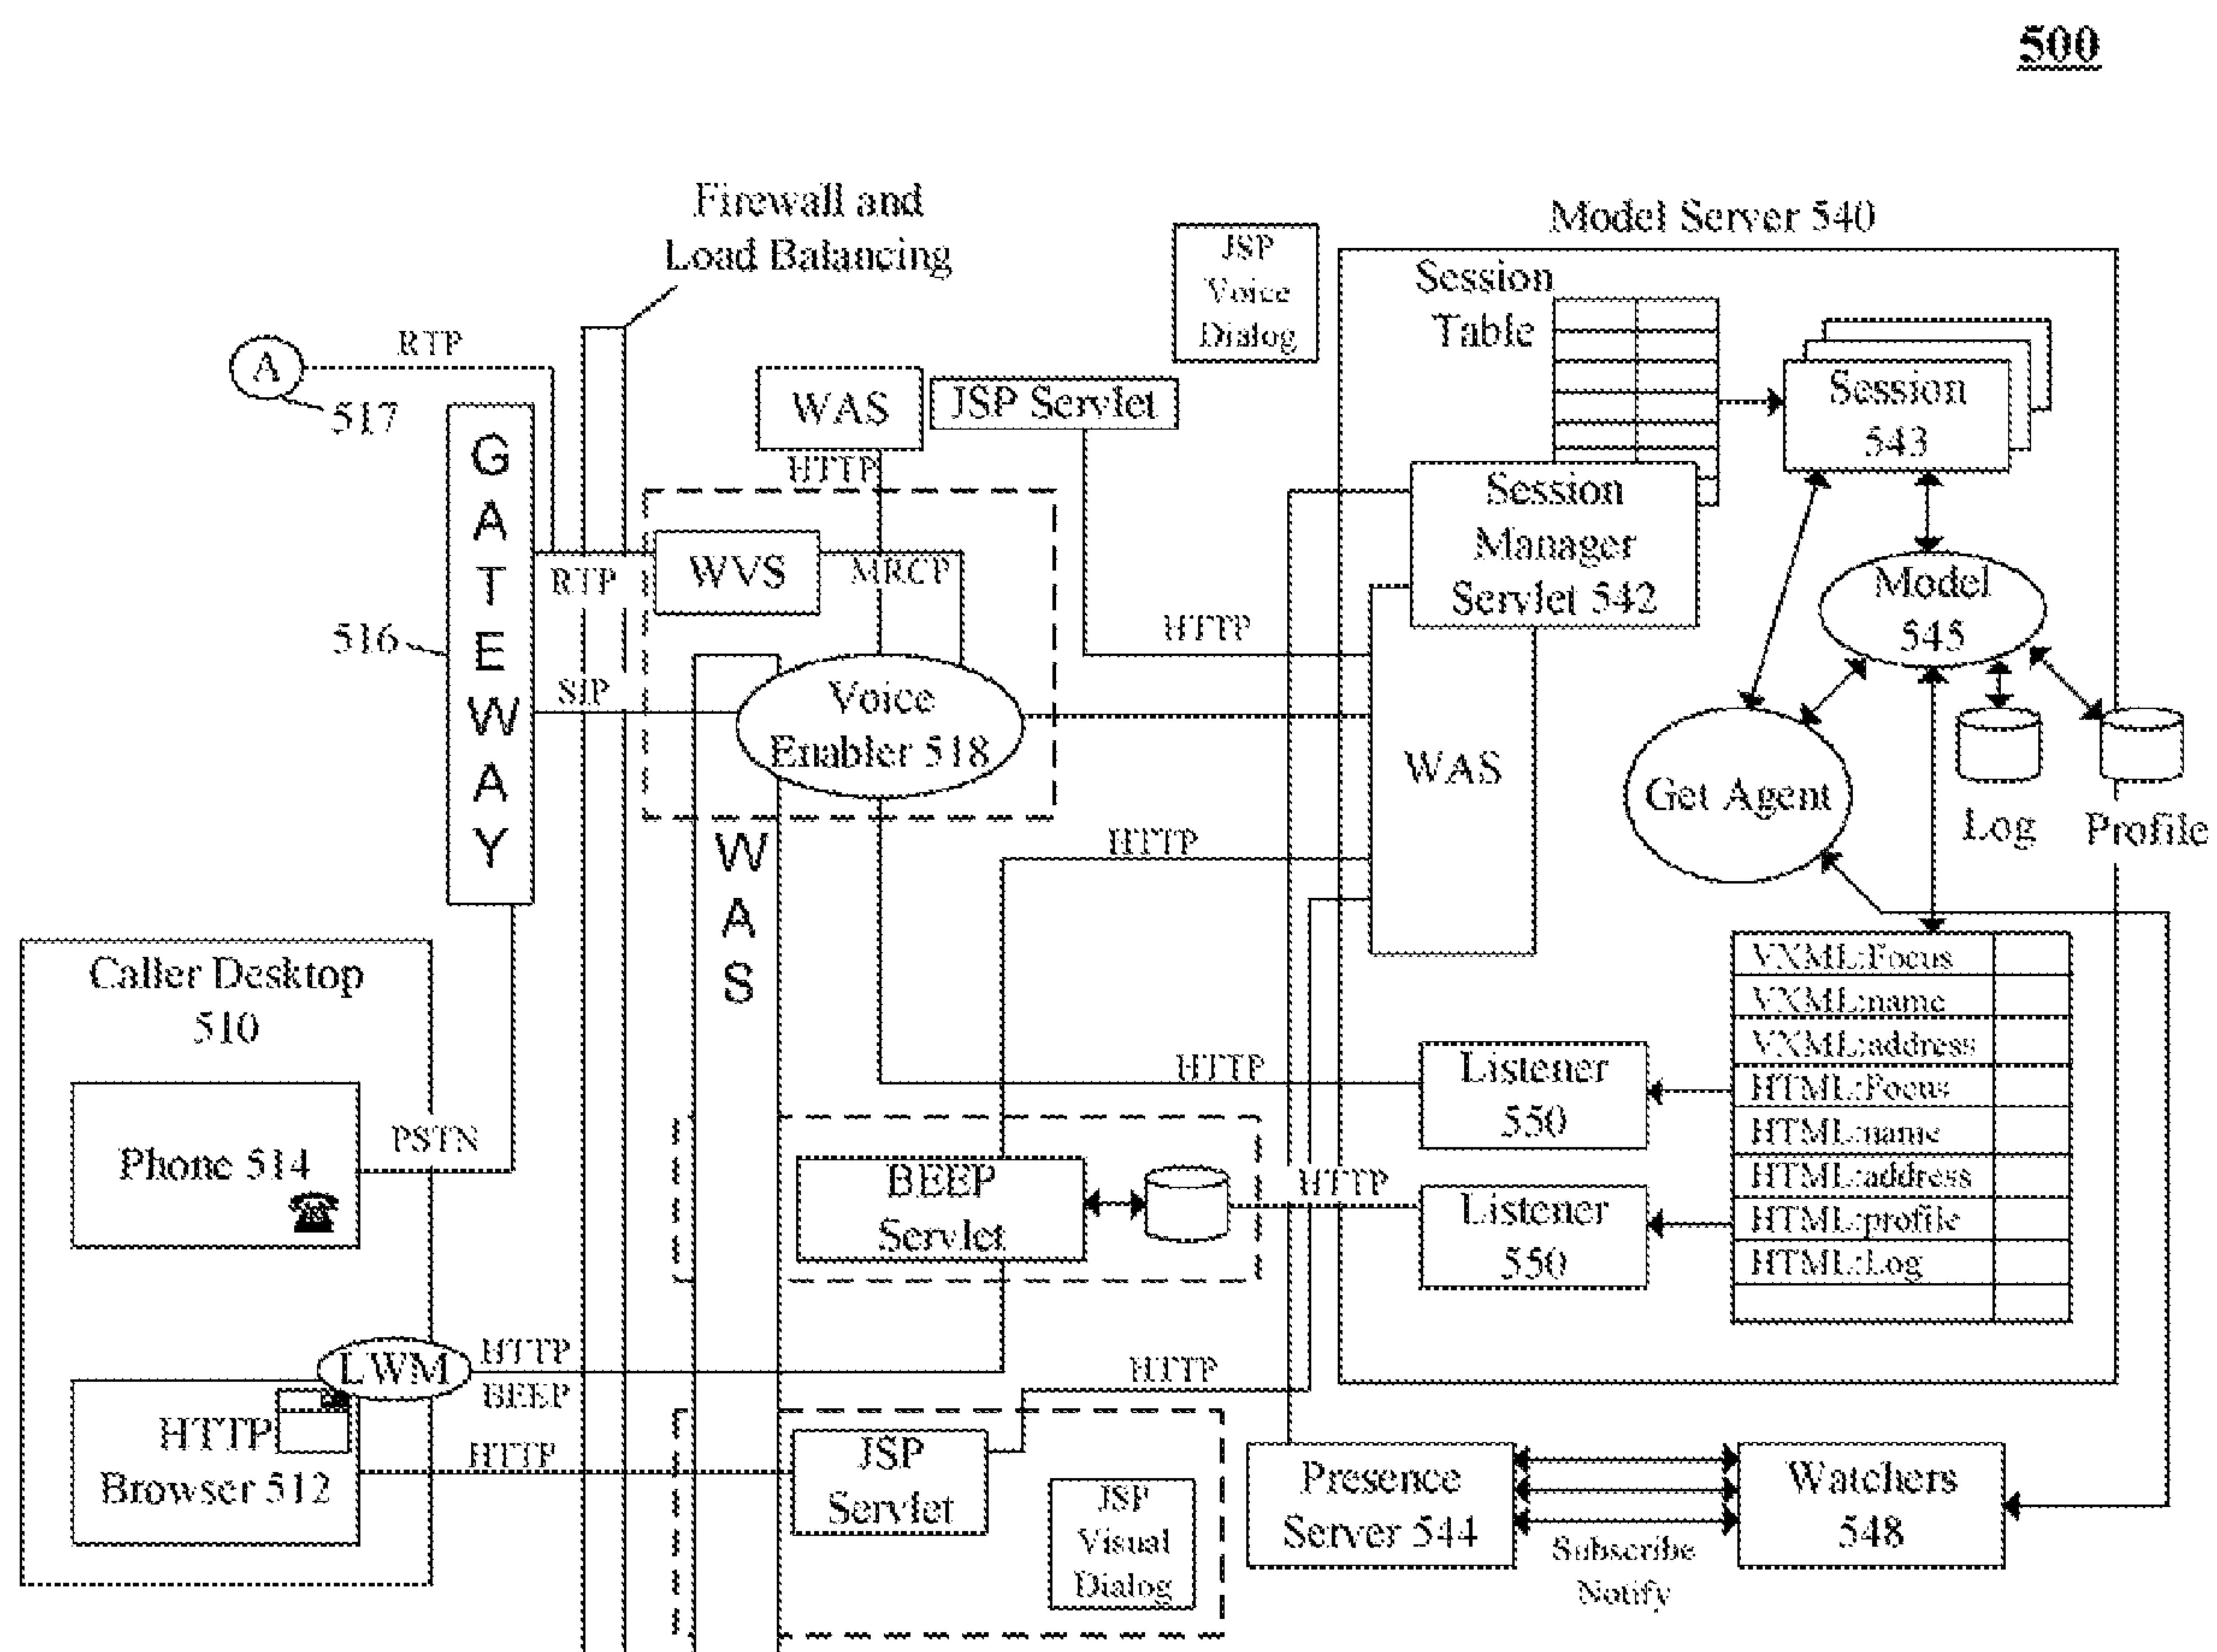 500
Firewall and
Load Balancing
JSP
Voice
Dialog
Model Server 540
Session
Table
A
RTP
517
GATEWAY
WAS
JSP Servlet
HTTP
Session
543
Session
Manager
Servlet 542
WVS
MRCP
RTP
Model
545
516
HTTP
SIP
Voice
Enabler 518
WAS
Get Agent
Log
Profile
HTTP
WAS
Caller Desktop
510
VXML:Focus
VXML:name
VXML:address
HTML:Focus
HTML:name
HTML:address
HTML:profile
HTML:Log
HTTP
Listener
550
Phone 514
PSTN
BEEP
Servlet
HTTP
Listener
550
LWM
HTTP
BEEP
HTTP
HTTP
Browser 512
HTTP
JSP
Servlet
JSP
Visual
Dialog
Presence
Server 544
Subscribe
Notify
Watchers
548